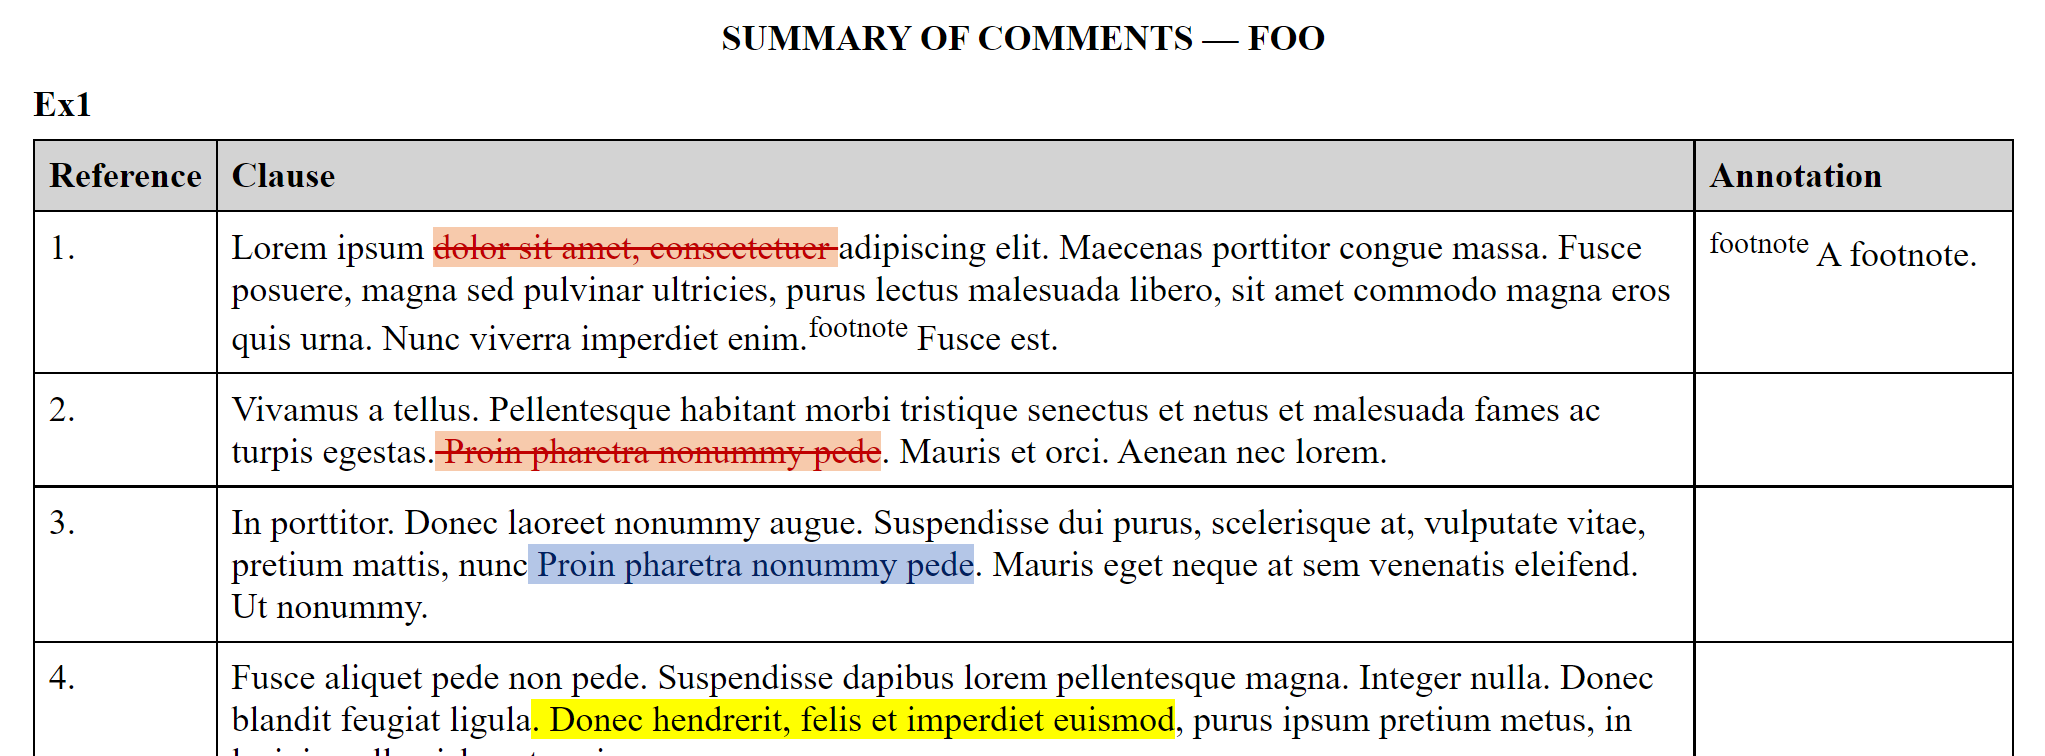 SUMMARY OF COMMENTS — FOO
Ex1
Reference Clause Annotation
1. Lorem ipsum dolor sit amet, consectetuer adipiscing elit. Maecenas porttitor congue massa. Fusce footnote A footnote.
posuere, magna sed pulvinar ultricies, purus lectus malesuada libero, sit amet commodo magna eros
quis urna. Nunc viverra imperdiet enim.footnote Fusce est.
2. Vivamus a tellus. Pellentesque habitant morbi tristique senectus et netus et malesuada fames ac
turpis egestas. Proin pharetra nonummy pede. Mauris et orci. Aenean nec lorem.
3. In porttitor. Donec laoreet nonummy augue. Suspendisse dui purus, scelerisque at, vulputate vitae,
pretium mattis, nunc Proin pharetra nonummy pede. Mauris eget neque at sem venenatis eleifend.
Ut nonummy.
4. Fusce aliquet pede non pede. Suspendisse dapibus lorem pellentesque magna. Integer nulla. Donec
blandit feugiat ligula. Donec hendrerit, felis et imperdiet euismod, purus ipsum pretium metus, in